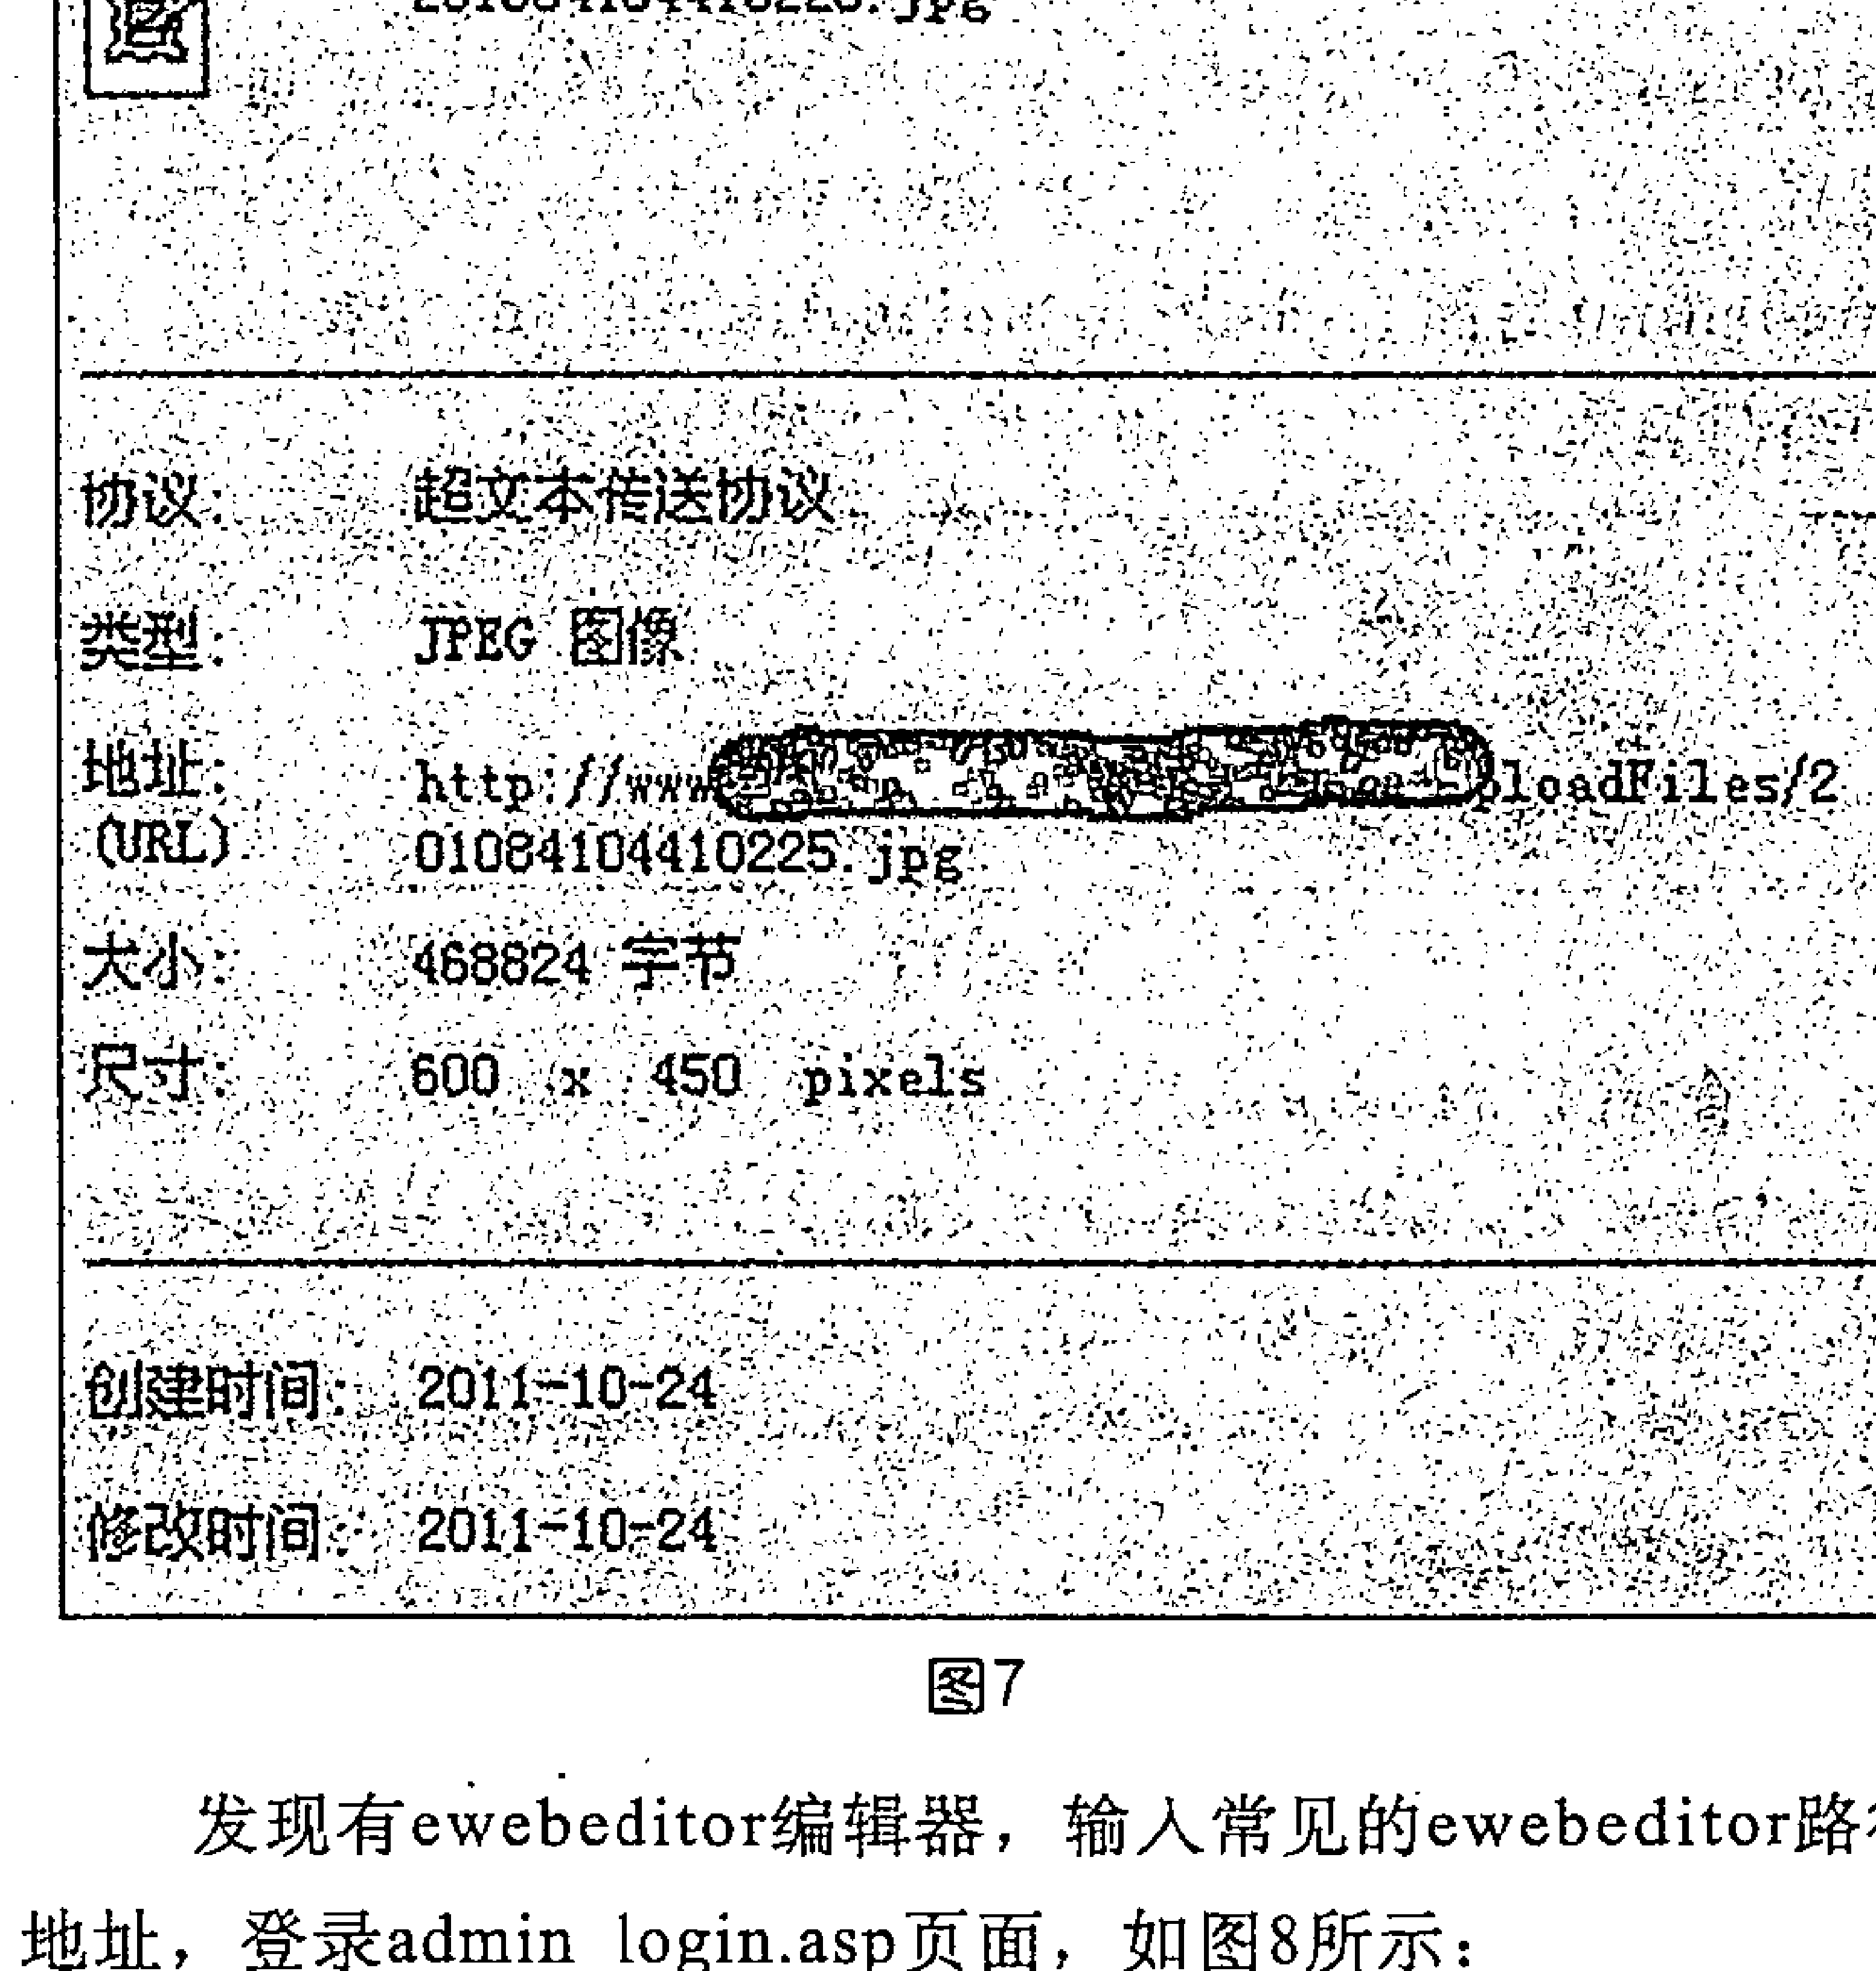 201084104410225.jpg
协议: 超文本传送协议
类型: JPEG 图像
地址: http://www ploadFiles/2
(URL) 01084104410225.jpg
大小: 468824 字节
尺寸: 600 x 450 pixels
创建时间: 2011-10-24
修改时间: 2011-10-24
图7
发现有ewebeditor编辑器，输入常见的ewebeditor路
地址，登录admin login.asp页面，如图8所示：